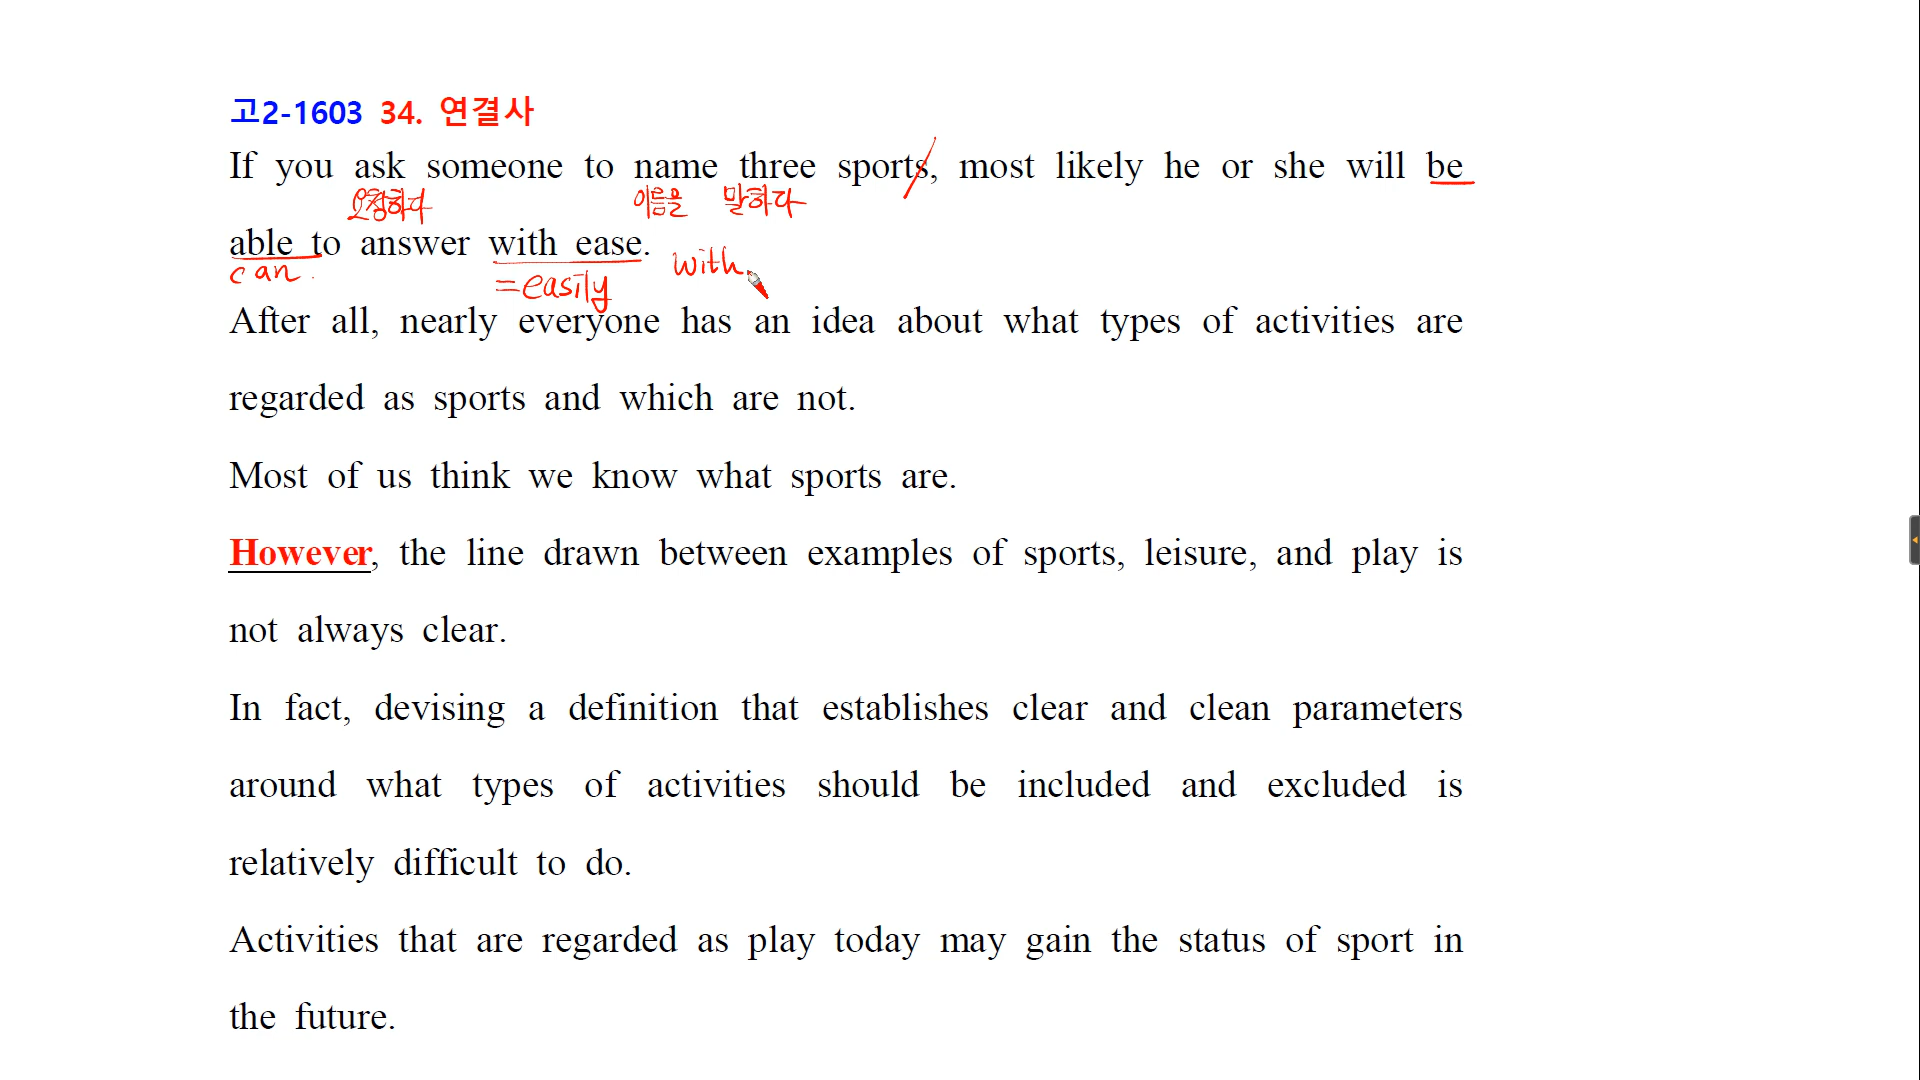 고2-1603 34. 연결사
If you ask someone to name three sports, most likely he or she will be
요청하다 이름을 말하다
able to answer with ease.
can. =easily with
After all, nearly everyone has an idea about what types of activities are
regarded as sports and which are not.
Most of us think we know what sports are.
However, the line drawn between examples of sports, leisure, and play is
not always clear.
In fact, devising a definition that establishes clear and clean parameters
around what types of activities should be included and excluded is
relatively difficult to do.
Activities that are regarded as play today may gain the status of sport in
the future.